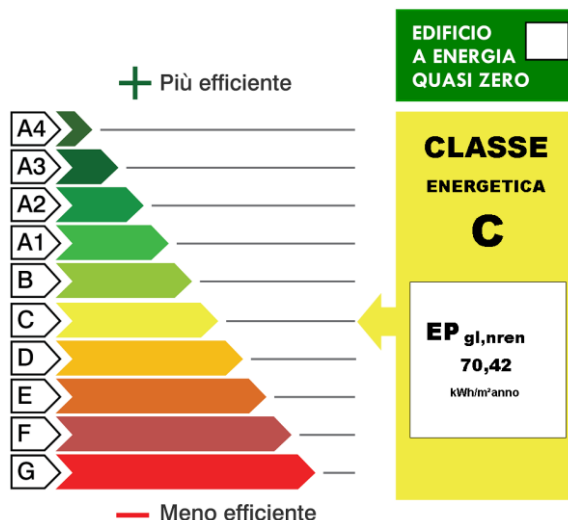 EDIFICIO
A ENERGIA
QUASI ZERO
+ Più efficiente
A4
A3
A2
A1
B
C
D
E
F
G
— Meno efficiente
CLASSE
ENERGETICA
C
EP gl,nren
70,42
kWh/m²anno